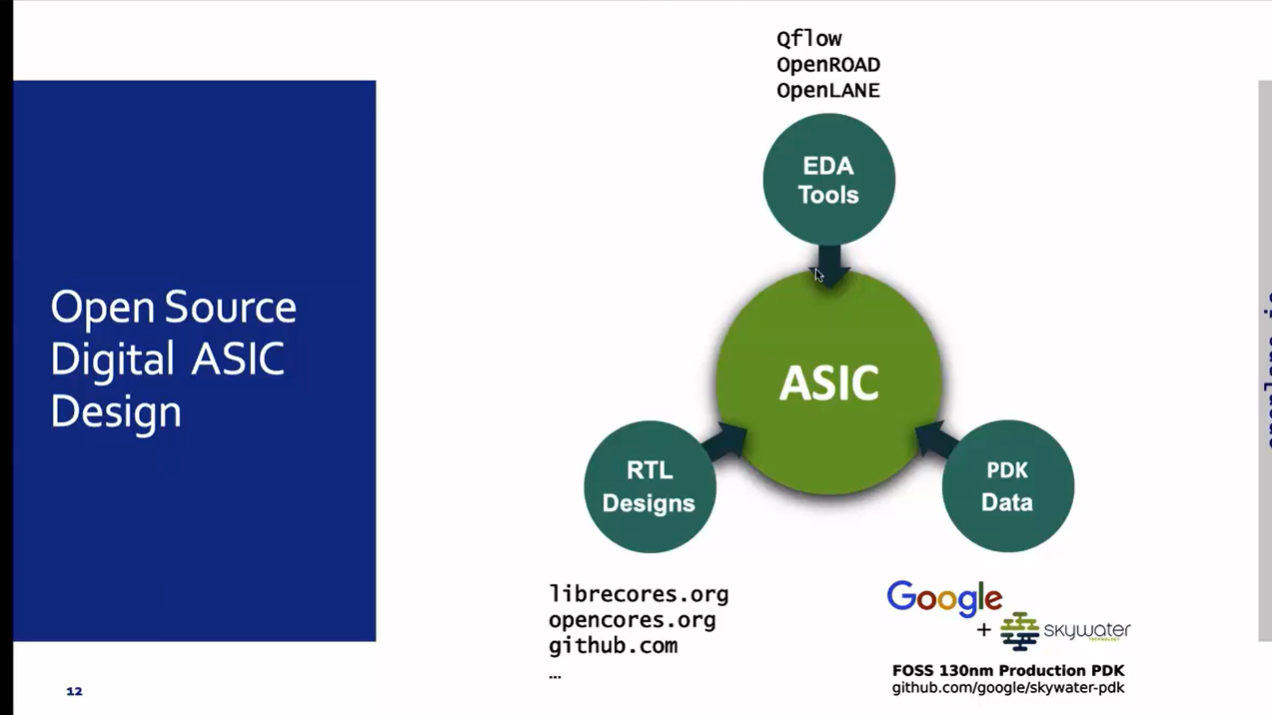 Open Source
Digital ASIC
Design
12
Qflow
OpenROAD
OpenLANE
EDA
Tools
ASIC
RTL
Designs
PDK
Data
librecores.org
opencores.org
github.com
…
Google
+ skywater
TECHNOLOGY
FOSS 130nm Production PDK
github.com/google/skywater-pdk